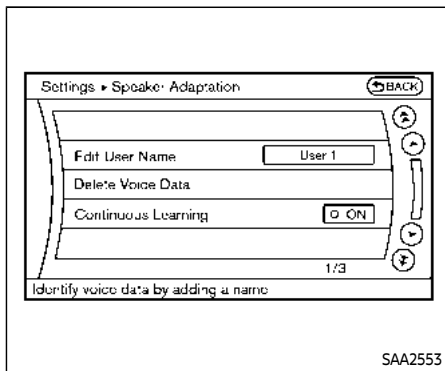 Settings ▸ Speaker Adaptation
BACK
Edit User Name
User 1
Delete Voice Data
Continuous Learning
ON
1/3
Identify voice data by adding a name
SAA2553